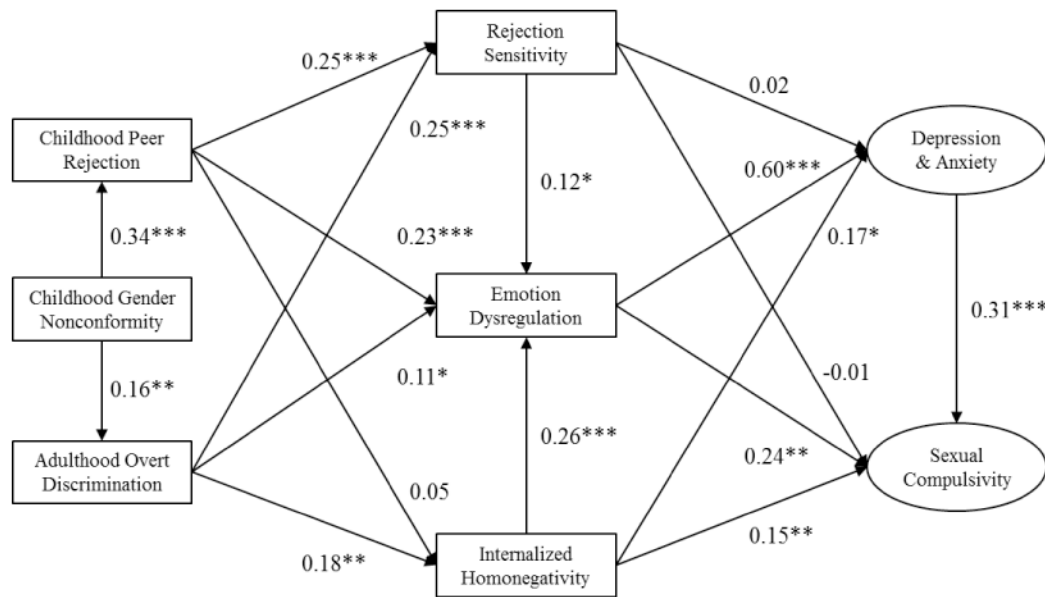 Rejection
Sensitivity
0.25***
0.02
Childhood Peer
Rejection
0.25***
Depression
& Anxiety
0.12*
0.60***
0.34***
0.23***
0.17*
Childhood Gender
Nonconformity
Emotion
Dysregulation
0.31***
0.16**
0.11*
-0.01
0.26***
0.24**
Adulthood Overt
Discrimination
Sexual
Compulsivity
0.05
0.18**
Internalized
Homonegativity
0.15**